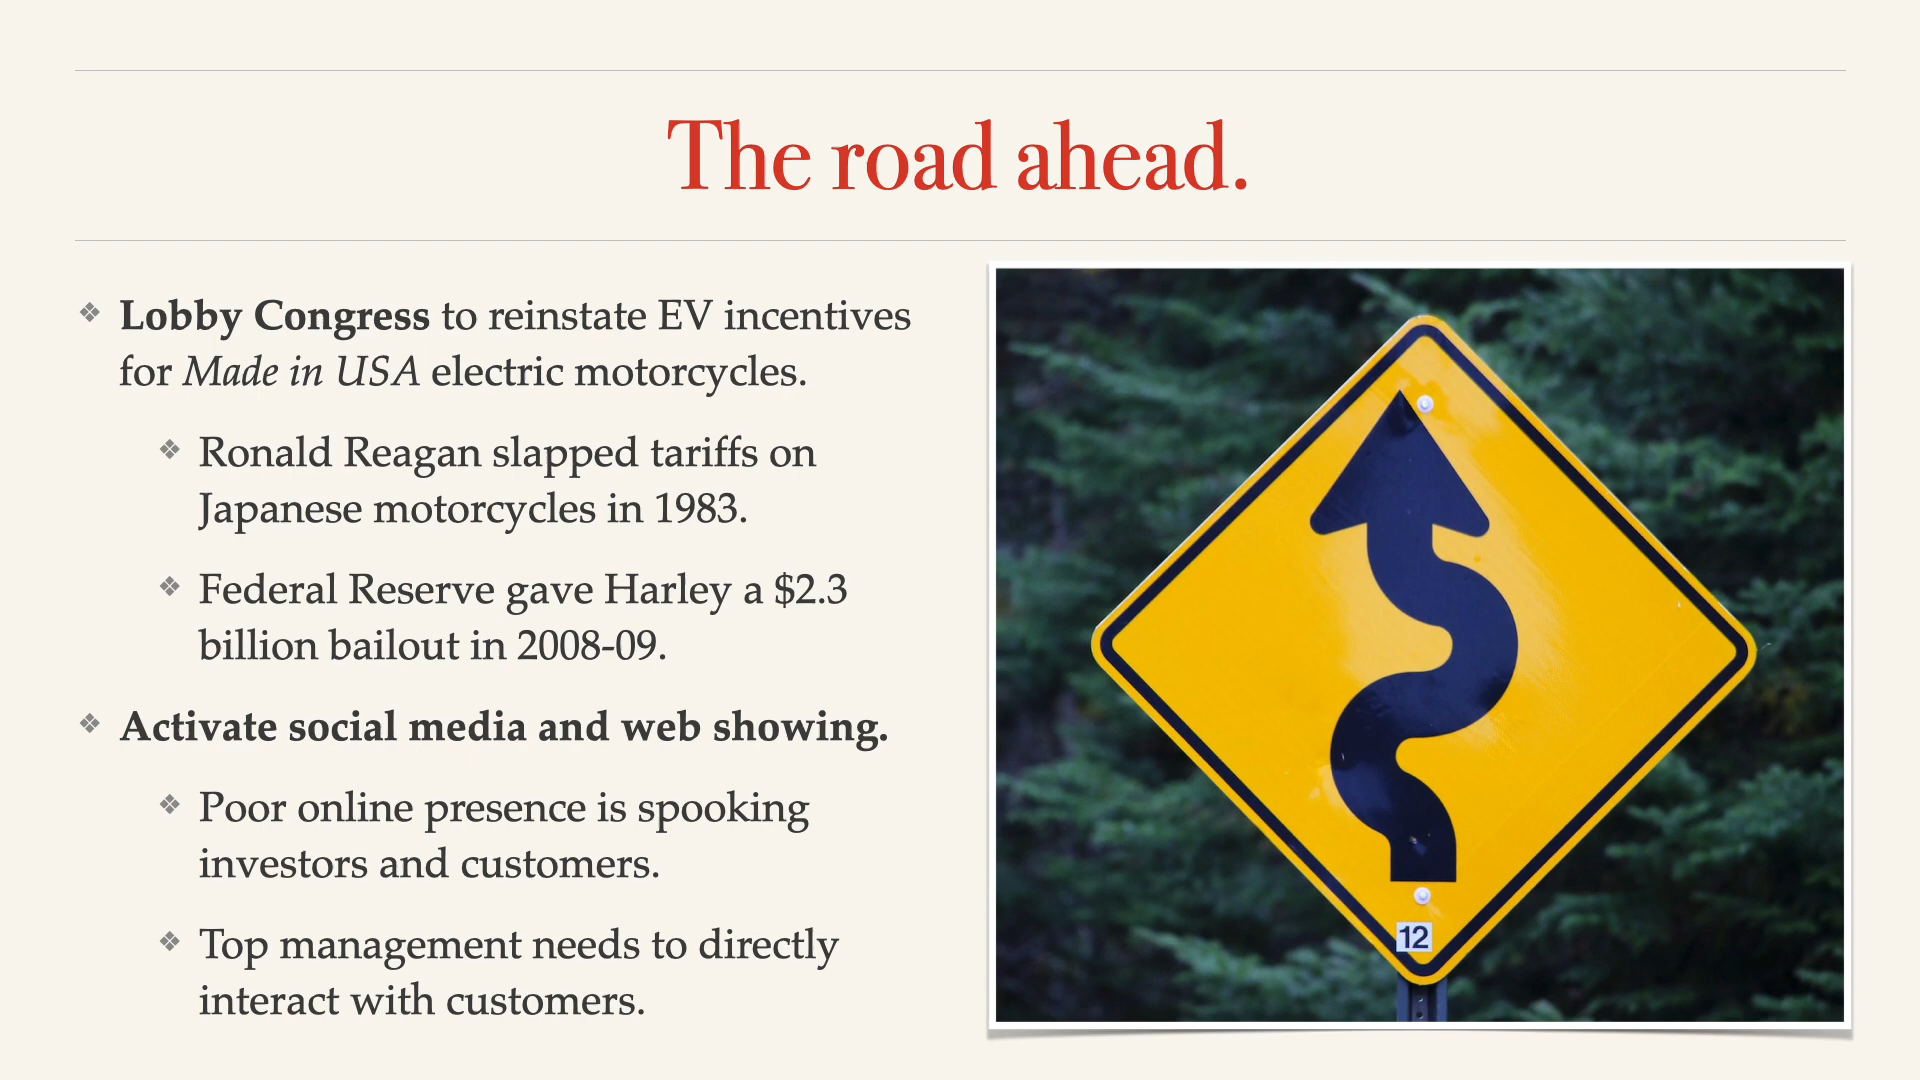 The road ahead.
Lobby Congress to reinstate EV incentives
for Made in USA electric motorcycles.
Ronald Reagan slapped tariffs on
Japanese motorcycles in 1983.
Federal Reserve gave Harley a $2.3
billion bailout in 2008-09.
Activate social media and web showing.
Poor online presence is spooking
investors and customers.
Top management needs to directly
interact with customers.
12